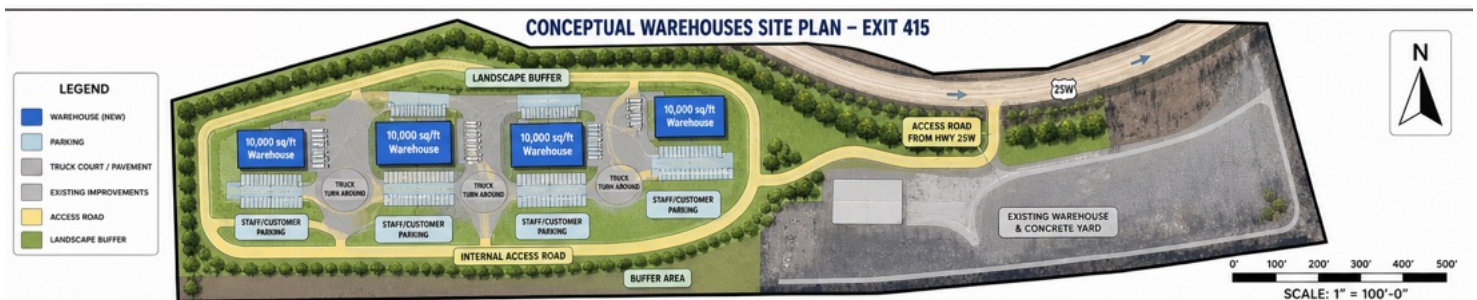 CONCEPTUAL WAREHOUSES SITE PLAN – EXIT 415
LEGEND
WAREHOUSE (NEW)
PARKING
TRUCK COURT / PAVEMENT
EXISTING IMPROVEMENTS
ACCESS ROAD
LANDSCAPE BUFFER
LANDSCAPE BUFFER
10,000 sq/ft
Warehouse
10,000 sq/ft
Warehouse
10,000 sq/ft
Warehouse
10,000 sq/ft
Warehouse
TRUCK
TURN AROUND
TRUCK
TURN AROUND
TRUCK
TURN AROUND
STAFF/CUSTOMER
PARKING
STAFF/CUSTOMER
PARKING
STAFF/CUSTOMER
PARKING
STAFF/CUSTOMER
PARKING
INTERNAL ACCESS ROAD
BUFFER AREA
ACCESS ROAD
FROM HWY 25W
25W
EXISTING WAREHOUSE
& CONCRETE YARD
N
0' 100' 200' 300' 400' 500'
SCALE: 1" = 100'-0"